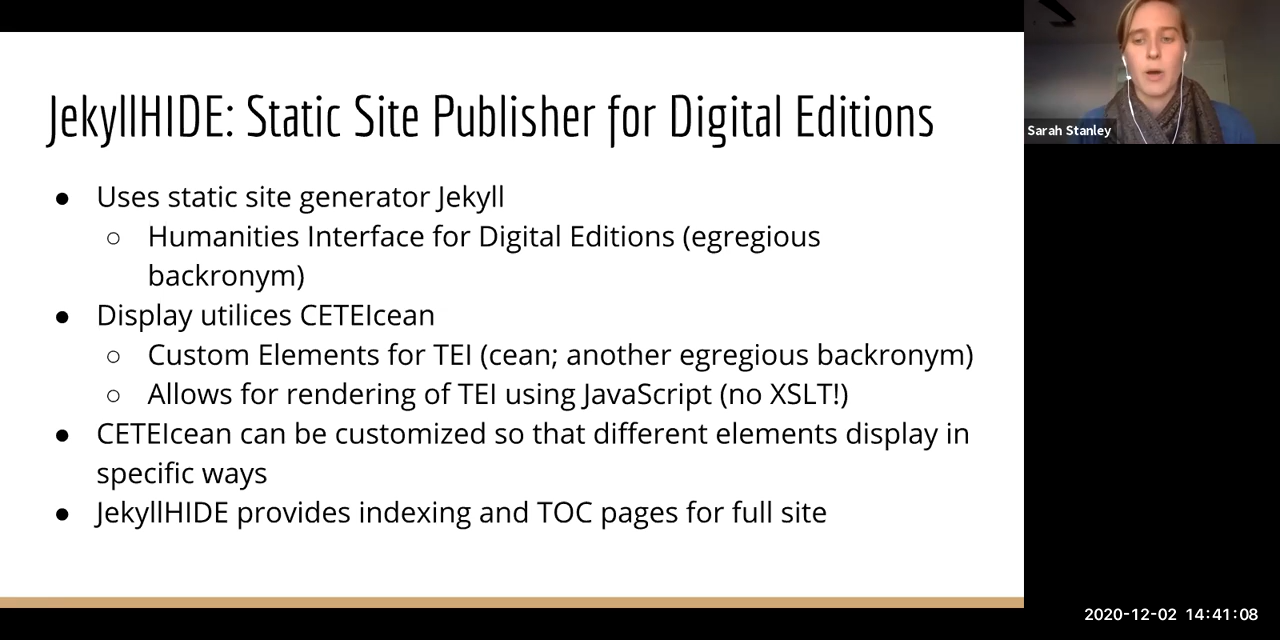 JekyllHIDE: Static Site Publisher for Digital Editions
● Uses static site generator Jekyll
○ Humanities Interface for Digital Editions (egregious
backronym)
● Display utilices CETEIcean
○ Custom Elements for TEI (cean; another egregious backronym)
○ Allows for rendering of TEI using JavaScript (no XSLT!)
● CETEIcean can be customized so that different elements display in
specific ways
● JekyllHIDE provides indexing and TOC pages for full site
Sarah Stanley
2020-12-02 14:41:08